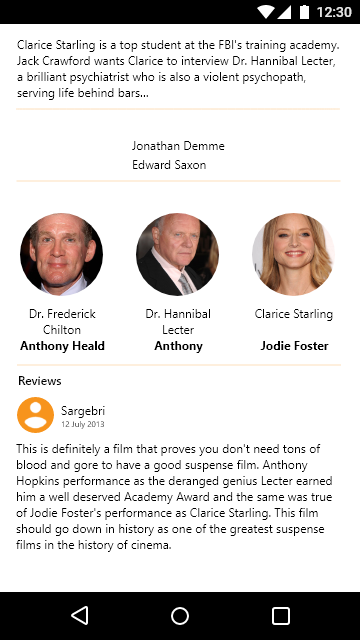 12:30
Clarice Starling is a top student at the FBI's training academy.
Jack Crawford wants Clarice to interview Dr. Hannibal Lecter,
a brilliant psychiatrist who is also a violent psychopath,
serving life behind bars...
Jonathan Demme
Edward Saxon
Dr. Frederick
Chilton
Anthony Heald
Dr. Hannibal
Lecter
Anthony
Clarice Starling
Jodie Foster
Reviews
Sargebri
12 July 2013
This is definitely a film that proves you don't need tons of
blood and gore to have a good suspense film. Anthony
Hopkins performance as the deranged genius Lecter earned
him a well deserved Academy Award and the same was true
of Jodie Foster's performance as Clarice Starling. This film
should go down in history as one of the greatest suspense
films in the history of cinema.